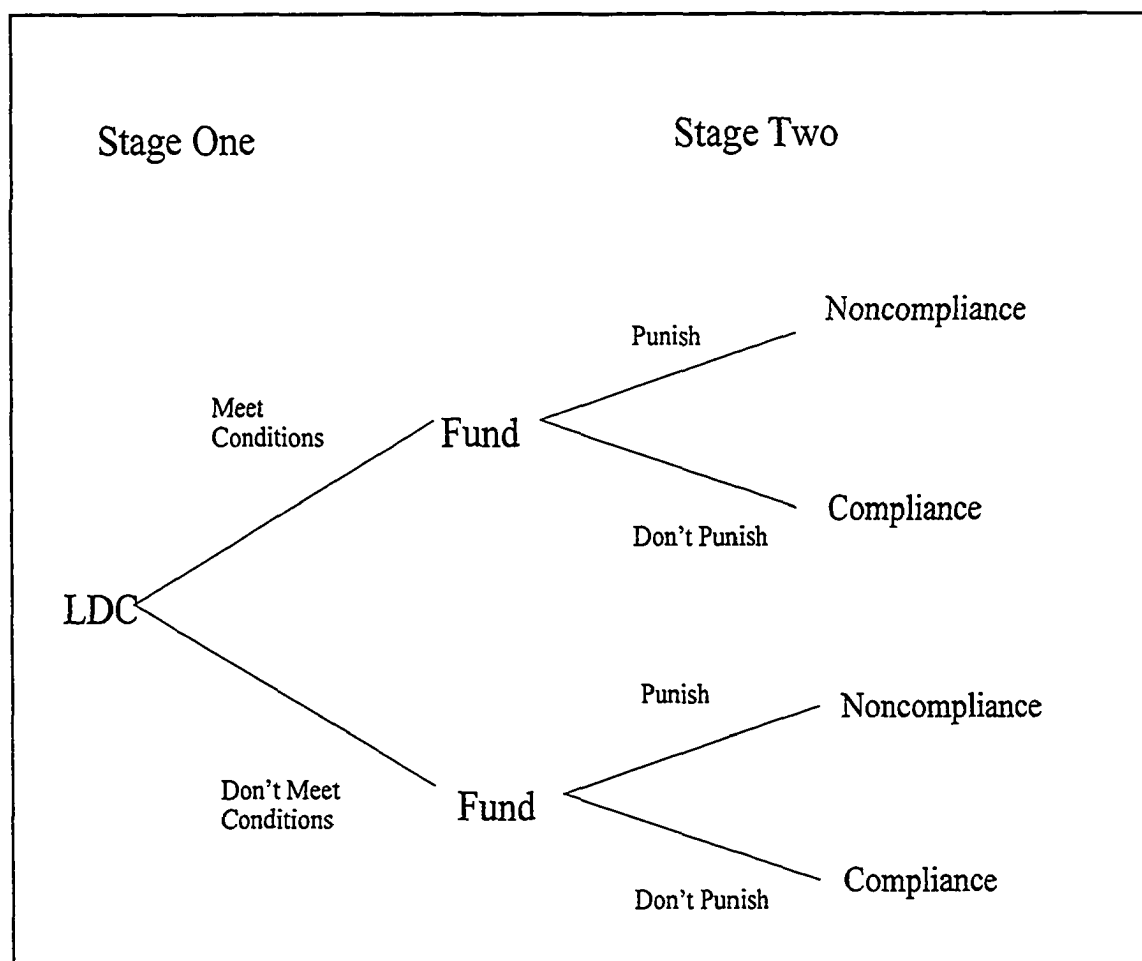 Stage One
Stage Two
Noncompliance
Punish
Meet
Conditions
Fund
Compliance
Don't Punish
LDC
Punish
Noncompliance
Don't Meet
Conditions
Fund
Compliance
Don't Punish